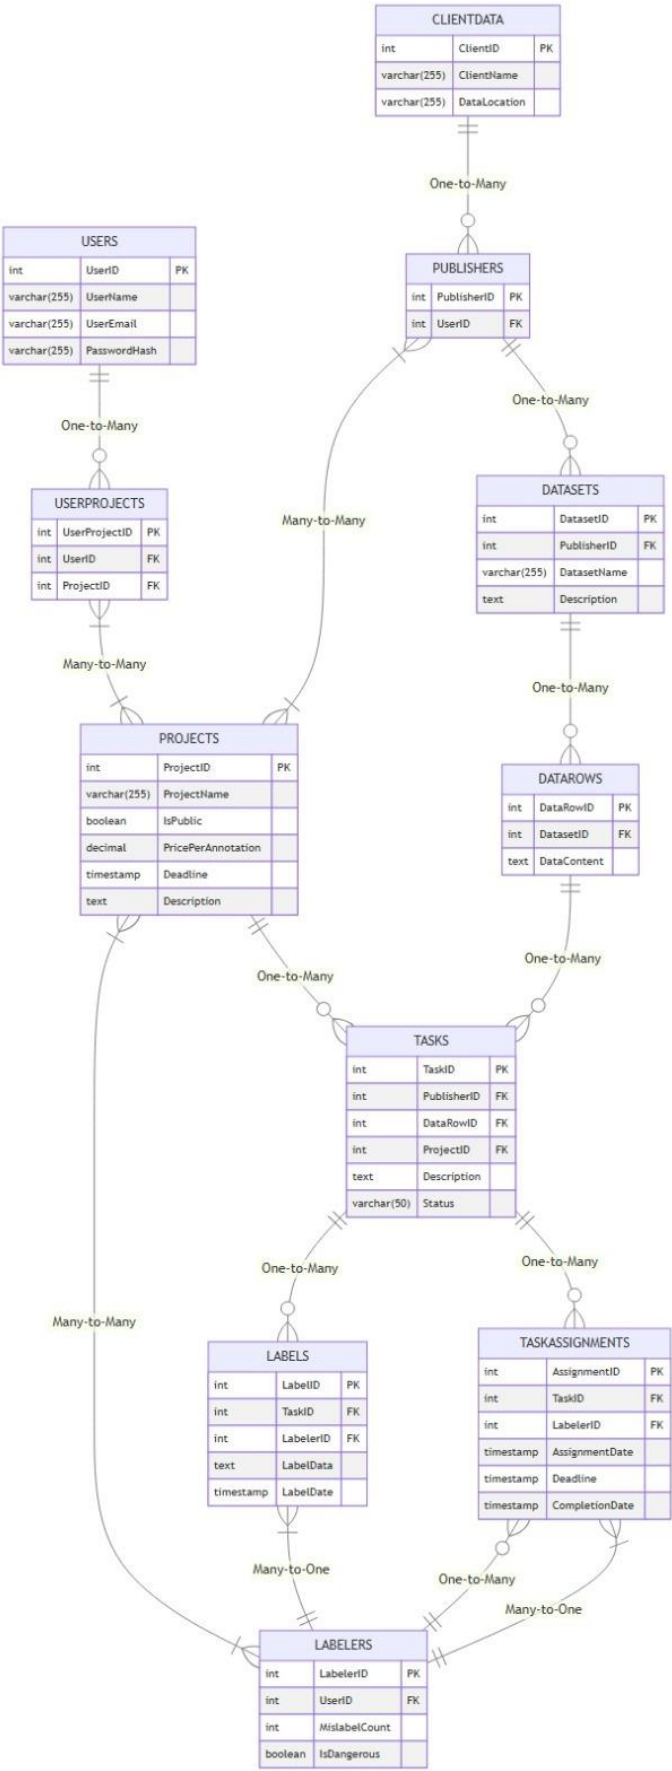 CLIENTDATA
int ClientID PK
varchar(255) ClientName
varchar(255) DataLocation
One-to-Many
USERS
int UserID PK
varchar(255) UserName
varchar(255) UserEmail
varchar(255) PasswordHash
PUBLISHERS
int PublisherID PK
int UserID FK
One-to-Many
One-to-Many
USERPROJECTS
int UserProjectID PK
int UserID FK
int ProjectID FK
Many-to-Many
DATASETS
int DatasetID PK
int PublisherID FK
varchar(255) DatasetName
text Description
Many-to-Many
One-to-Many
PROJECTS
int ProjectID PK
varchar(255) ProjectName
boolean IsPublic
decimal PricePerAnnotation
timestamp Deadline
text Description
DATAROWS
int DataRowID PK
int DatasetID FK
text DataContent
One-to-Many
One-to-Many
TASKS
int TaskID PK
int PublisherID FK
int DataRowID FK
int ProjectID FK
text Description
varchar(50) Status
One-to-Many
One-to-Many
Many-to-Many
LABELS
int LabelID PK
int TaskID FK
int LabelerID FK
text LabelData
timestamp LabelDate
TASKASSIGNMENTS
int AssignmentID PK
int TaskID FK
int LabelerID FK
timestamp AssignmentDate
timestamp Deadline
timestamp CompletionDate
Many-to-One
One-to-Many
Many-to-One
LABELERS
int LabelerID PK
int UserID FK
int MislabelCount
boolean IsDangerous